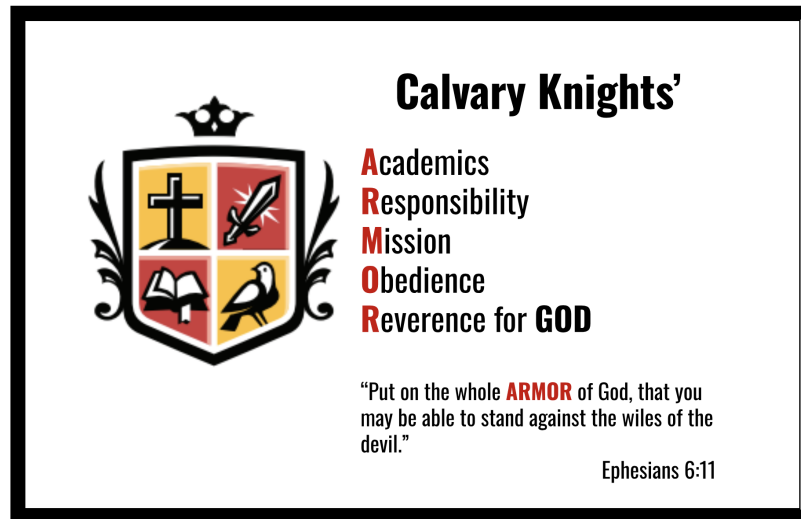 Calvary Knights’
Academics
Responsibility
Mission
Obedience
Reverence for GOD
“Put on the whole ARMOR of God, that you
may be able to stand against the wiles of the
devil.”
Ephesians 6:11